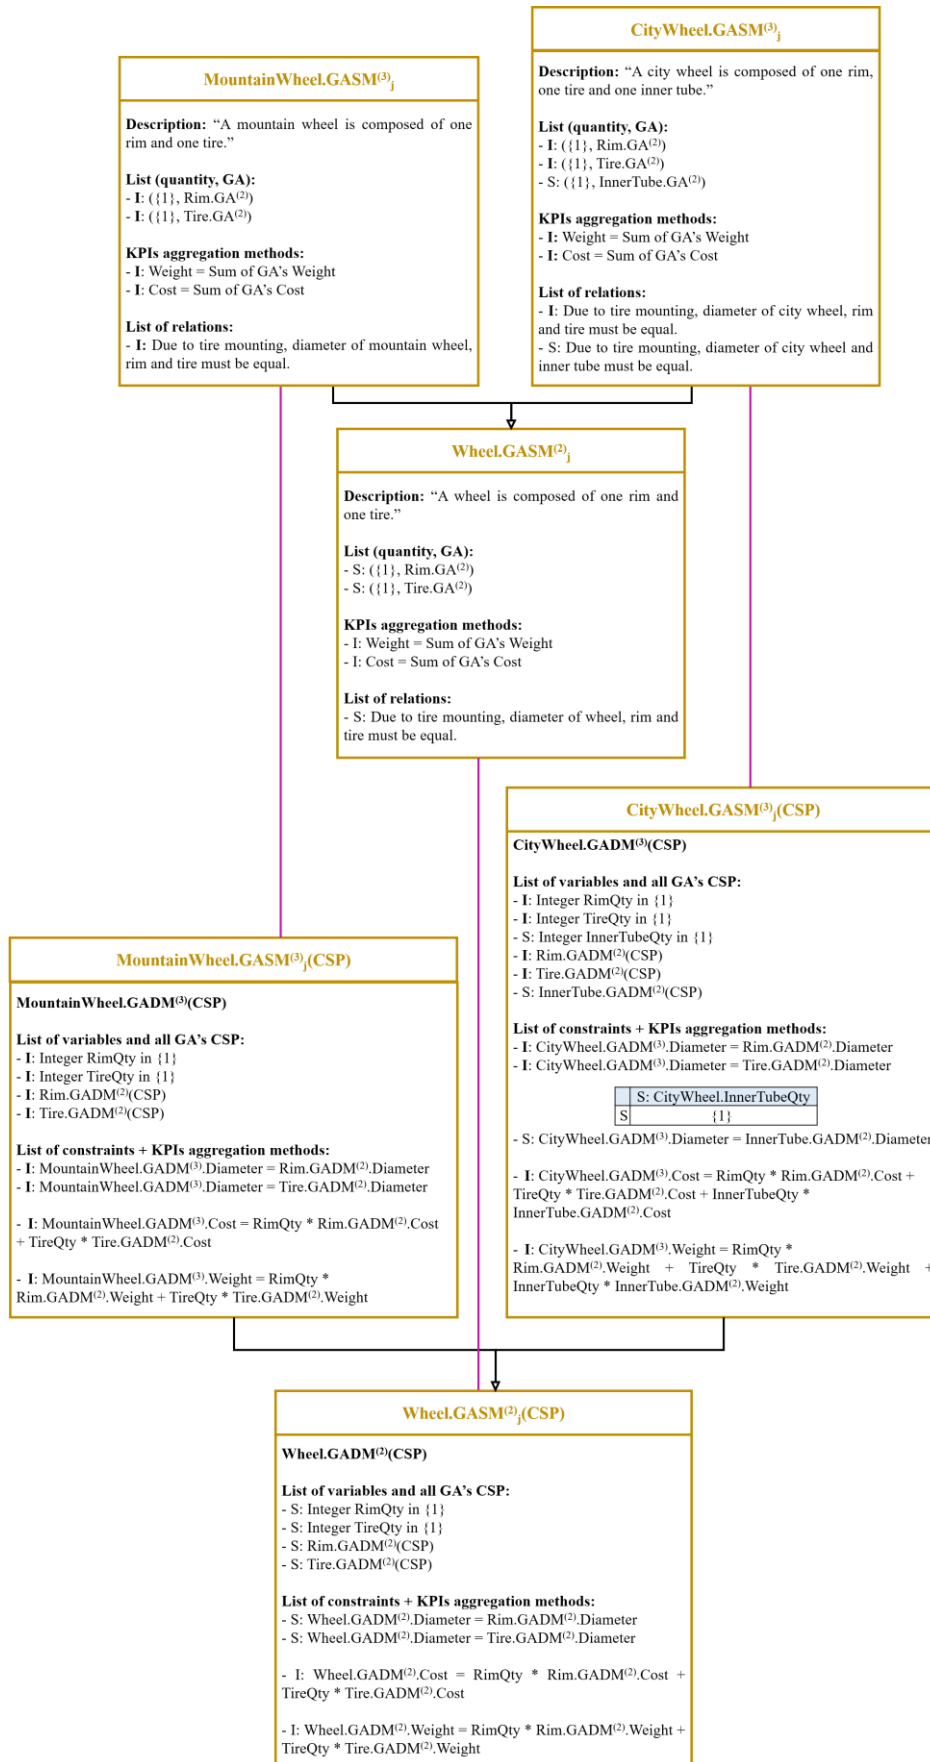 CityWheel.GASM⁽³⁾ⱼ
Description: “A city wheel is composed of one rim,
one tire and one inner tube.”
List (quantity, GA):
- I: ({1}, Rim.GA⁽²⁾)
- I: ({1}, Tire.GA⁽²⁾)
- S: ({1}, InnerTube.GA⁽²⁾)
KPIs aggregation methods:
- I: Weight = Sum of GA's Weight
- I: Cost = Sum of GA's Cost
List of relations:
- I: Due to tire mounting, diameter of city wheel, rim
and tire must be equal.
- S: Due to tire mounting, diameter of city wheel and
inner tube must be equal.
MountainWheel.GASM⁽³⁾ⱼ
Description: “A mountain wheel is composed of one
rim and one tire.”
List (quantity, GA):
- I: ({1}, Rim.GA⁽²⁾)
- I: ({1}, Tire.GA⁽²⁾)
KPIs aggregation methods:
- I: Weight = Sum of GA's Weight
- I: Cost = Sum of GA's Cost
List of relations:
- I: Due to tire mounting, diameter of mountain wheel,
rim and tire must be equal.
Wheel.GASM⁽²⁾ⱼ
Description: “A wheel is composed of one rim and
one tire.”
List (quantity, GA):
- S: ({1}, Rim.GA⁽²⁾)
- S: ({1}, Tire.GA⁽²⁾)
KPIs aggregation methods:
- I: Weight = Sum of GA's Weight
- I: Cost = Sum of GA's Cost
List of relations:
- S: Due to tire mounting, diameter of wheel, rim and
tire must be equal.
CityWheel.GASM⁽³⁾ⱼ(CSP)
CityWheel.GADM⁽³⁾(CSP)
List of variables and all GA's CSP:
- I: Integer RimQty in {1}
- I: Integer TireQty in {1}
- S: Integer InnerTubeQty in {1}
- I: Rim.GADM⁽²⁾(CSP)
- I: Tire.GADM⁽²⁾(CSP)
- S: InnerTube.GADM⁽²⁾(CSP)
List of constraints + KPIs aggregation methods:
- I: CityWheel.GADM⁽³⁾.Diameter = Rim.GADM⁽²⁾.Diameter
- I: CityWheel.GADM⁽³⁾.Diameter = Tire.GADM⁽²⁾.Diameter
S: CityWheel.InnerTubeQty
S {1}
- S: CityWheel.GADM⁽³⁾.Diameter = InnerTube.GADM⁽²⁾.Diameter
- I: CityWheel.GADM⁽³⁾.Cost = RimQty * Rim.GADM⁽²⁾.Cost +
TireQty * Tire.GADM⁽²⁾.Cost + InnerTubeQty *
InnerTube.GADM⁽²⁾.Cost
- I: CityWheel.GADM⁽³⁾.Weight = RimQty *
Rim.GADM⁽²⁾.Weight + TireQty * Tire.GADM⁽²⁾.Weight +
InnerTubeQty * InnerTube.GADM⁽²⁾.Weight
MountainWheel.GASM⁽³⁾ⱼ(CSP)
MountainWheel.GADM⁽³⁾(CSP)
List of variables and all GA's CSP:
- I: Integer RimQty in {1}
- I: Integer TireQty in {1}
- I: Rim.GADM⁽²⁾(CSP)
- I: Tire.GADM⁽²⁾(CSP)
List of constraints + KPIs aggregation methods:
- I: MountainWheel.GADM⁽³⁾.Diameter = Rim.GADM⁽²⁾.Diameter
- I: MountainWheel.GADM⁽³⁾.Diameter = Tire.GADM⁽²⁾.Diameter
- I: MountainWheel.GADM⁽³⁾.Cost = RimQty * Rim.GADM⁽²⁾.Cost
+ TireQty * Tire.GADM⁽²⁾.Cost
- I: MountainWheel.GADM⁽³⁾.Weight = RimQty *
Rim.GADM⁽²⁾.Weight + TireQty * Tire.GADM⁽²⁾.Weight
Wheel.GASM⁽²⁾ⱼ(CSP)
Wheel.GADM⁽²⁾(CSP)
List of variables and all GA's CSP:
- S: Integer RimQty in {1}
- S: Integer TireQty in {1}
- S: Rim.GADM⁽²⁾(CSP)
- S: Tire.GADM⁽²⁾(CSP)
List of constraints + KPIs aggregation methods:
- S: Wheel.GADM⁽²⁾.Diameter = Rim.GADM⁽²⁾.Diameter
- S: Wheel.GADM⁽²⁾.Diameter = Tire.GADM⁽²⁾.Diameter
- I: Wheel.GADM⁽²⁾.Cost = RimQty * Rim.GADM⁽²⁾.Cost +
TireQty * Tire.GADM⁽²⁾.Cost
- I: Wheel.GADM⁽²⁾.Weight = RimQty * Rim.GADM⁽²⁾.Weight +
TireQty * Tire.GADM⁽²⁾.Weight